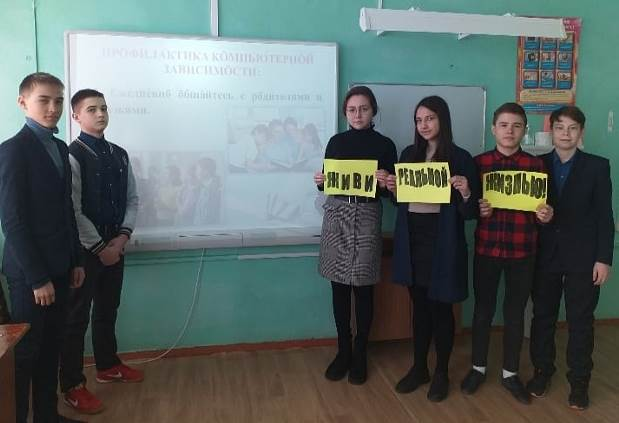 ПРОФИЛАКТИКА КОМПЬЮТЕРНОЙ
ЗАВИСИМОСТИ:
Ежедневно общайтесь с родителями и
ЖИВИ
РЕАЛЬНОЙ
ЖИЗНЬЮ!